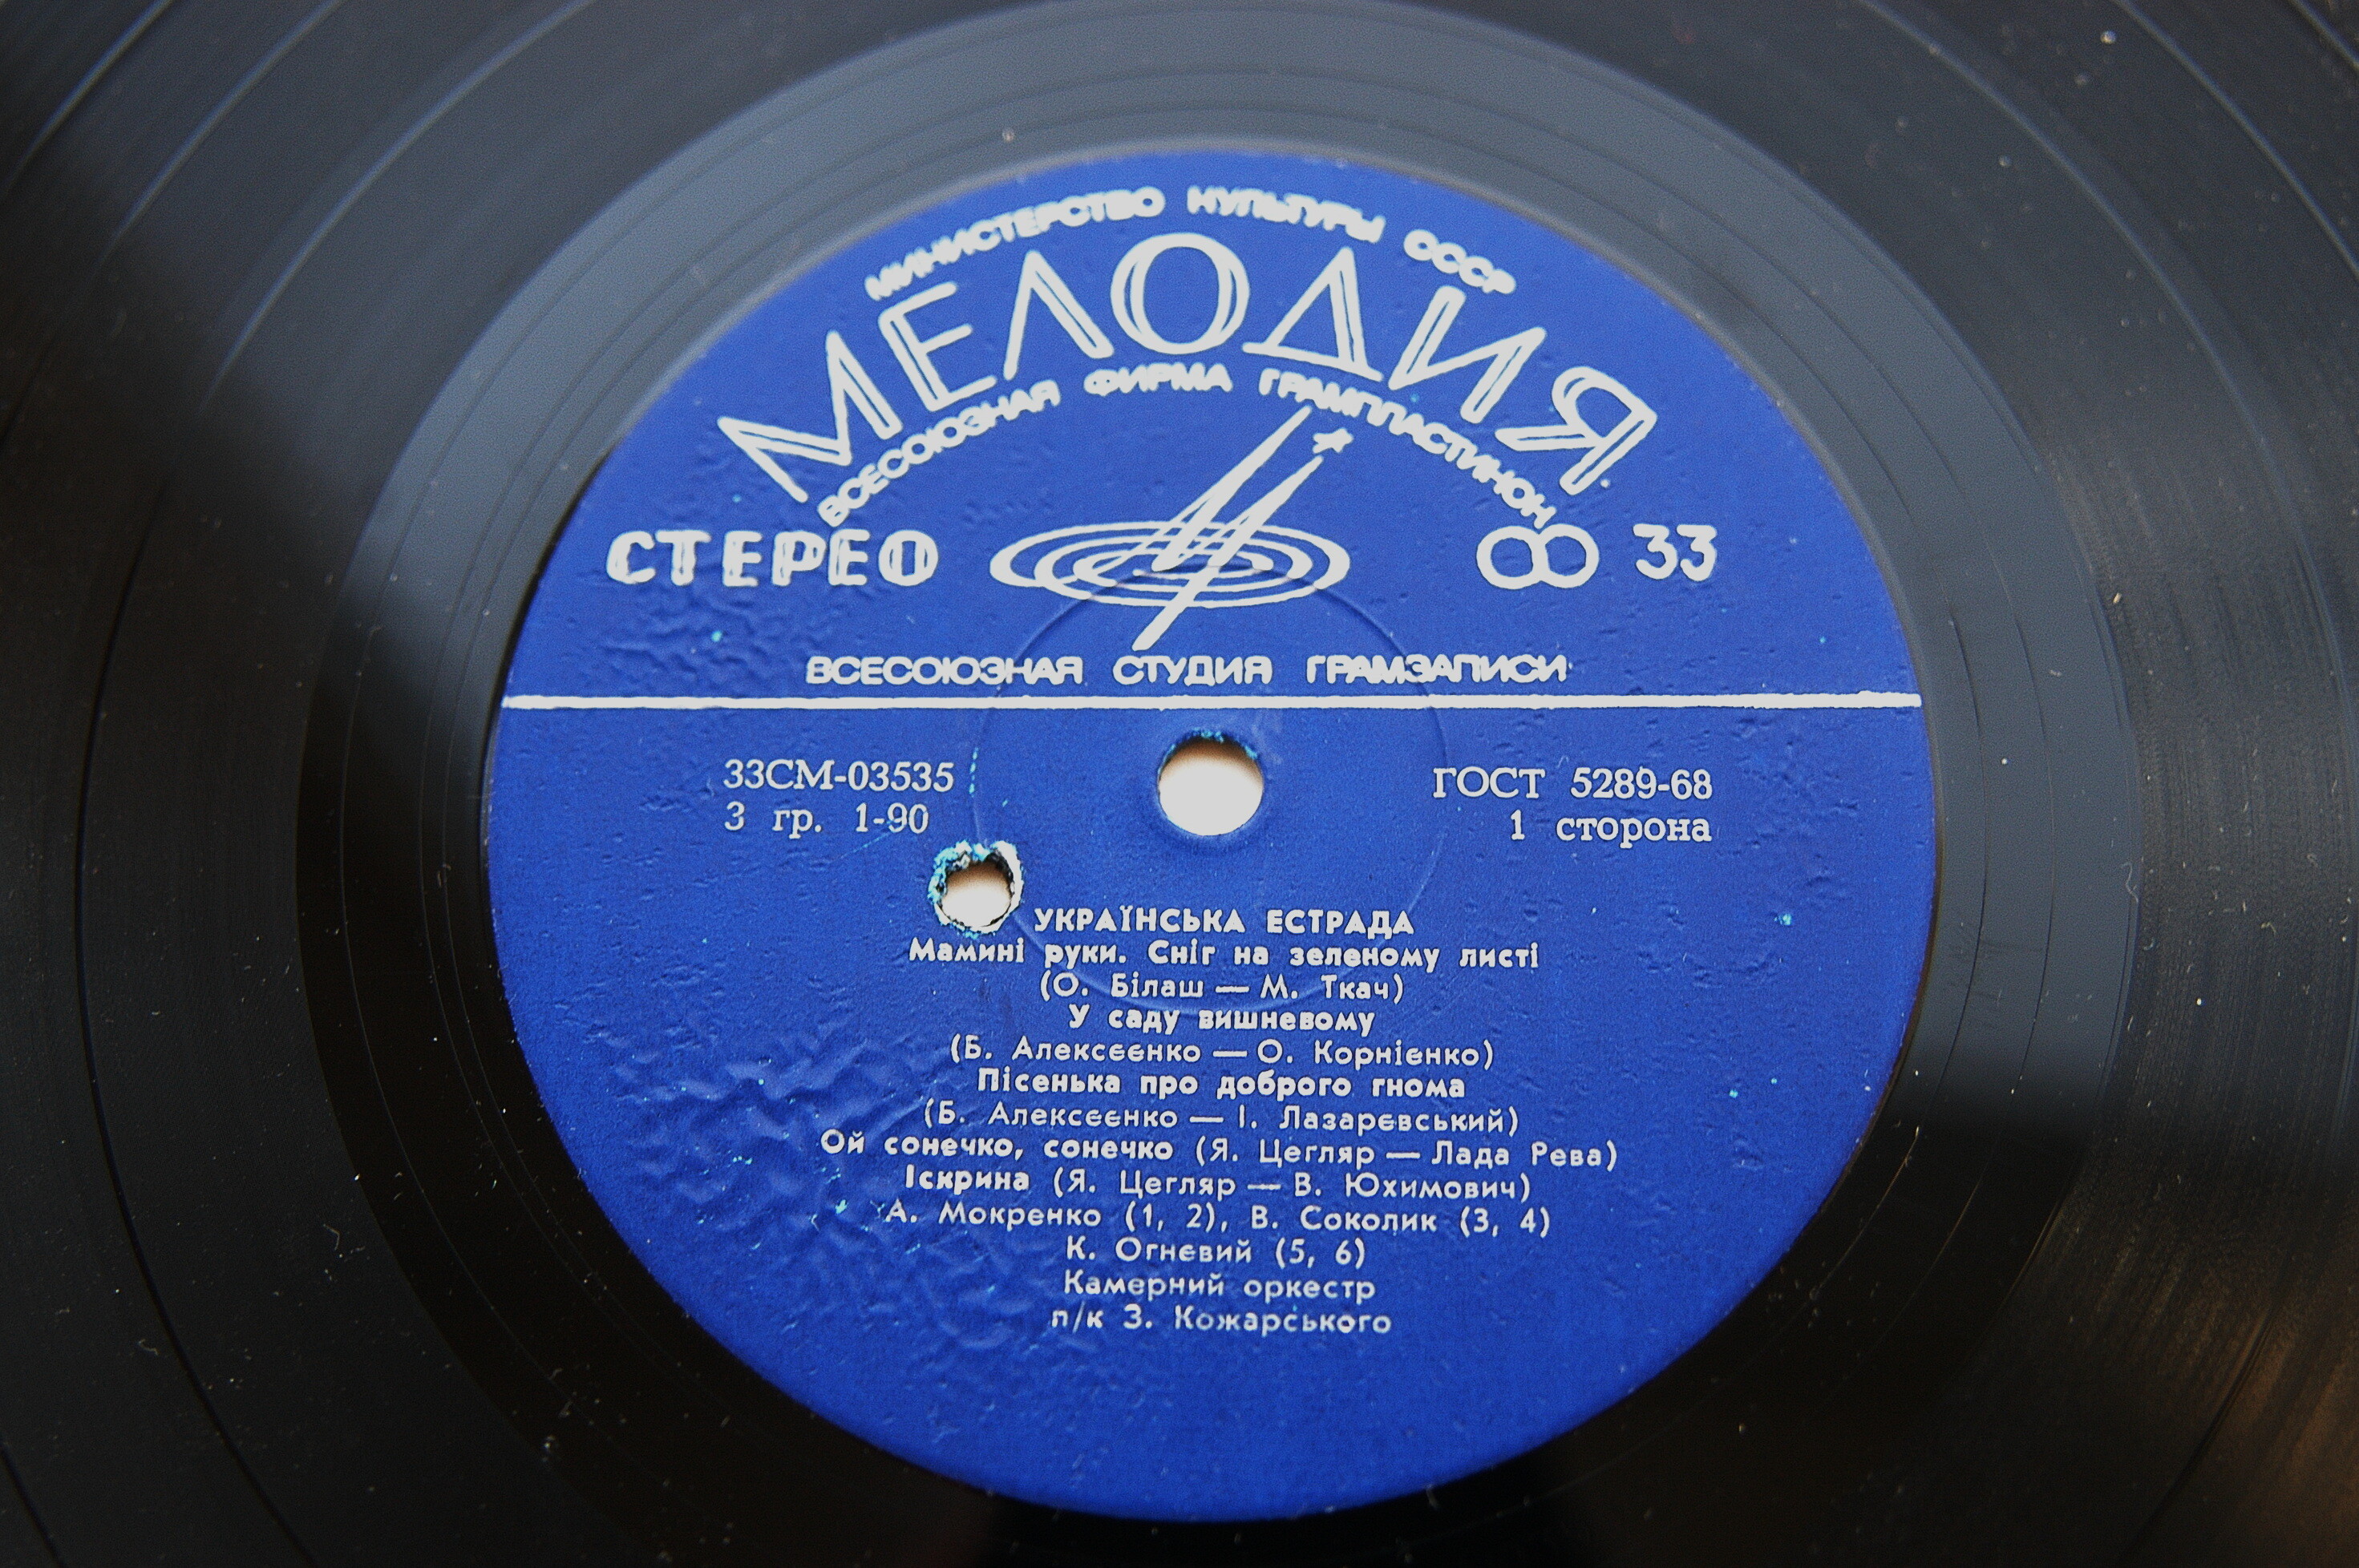 МИНИСТЕРСТВО КУЛЬТУРЫ СССР
МЕЛОДИЯ
ВСЕСОЮЗНАЯ ФИРМА ГРАМПЛАСТИНОК
СТЕРЕО 33
ВСЕСОЮЗНАЯ СТУДИЯ ГРАМЗАПИСИ
33СМ-03535 ГОСТ 5289-68
3 гр. 1-90 1 сторона
УКРАЇНСЬКА ЕСТРАДА
Мамині руки. Сніг на зеленому листі
(О. Білаш — М. Ткач)
У саду вишневому
(Б. Алексєєнко — О. Корнієнко)
Пісенька про доброго гнома
(Б. Алексєєнко — І. Лазаревський)
Ой сонечко, сонечко (Я. Цегляр — Лада Рева)
Іскрина (Я. Цегляр — В. Юхимович)
А. Мокренко (1, 2), В. Соколик (3, 4)
К. Огнєвий (5, 6)
Камерний оркестр
п/к З. Кожарського